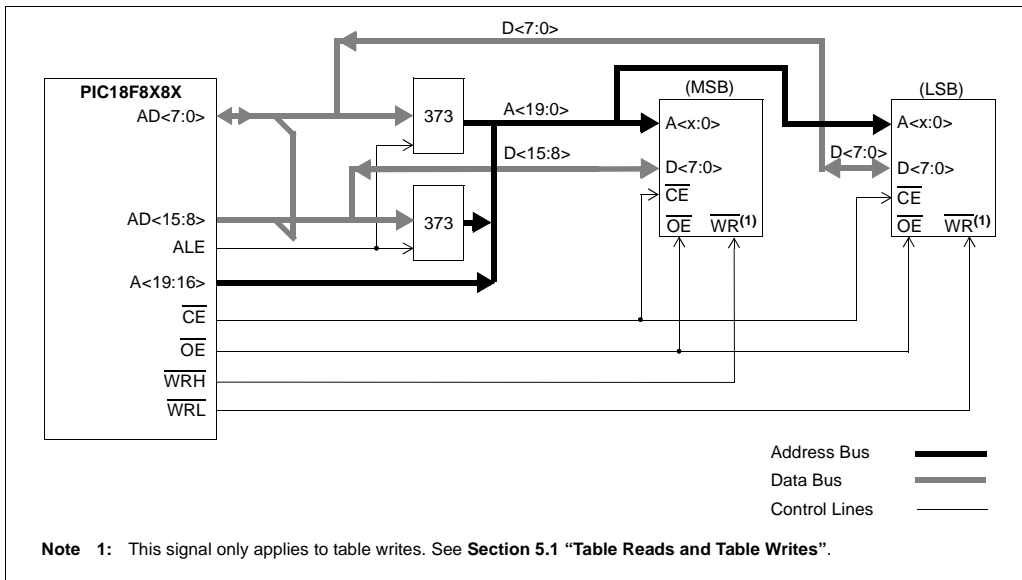 D<7:0>
PIC18F8X8X
AD<7:0>
373
A<19:0>
(MSB)
(LSB)
A<x:0>
A<x:0>
D<15:8>
D<7:0>
D<7:0>
D<7:0>
CE
CE
AD<15:8>
373
OE WR(1)
OE WR(1)
ALE
A<19:16>
CE
OE
WRH
WRL
Address Bus
Data Bus
Control Lines
Note 1: This signal only applies to table writes. See Section 5.1 “Table Reads and Table Writes”.